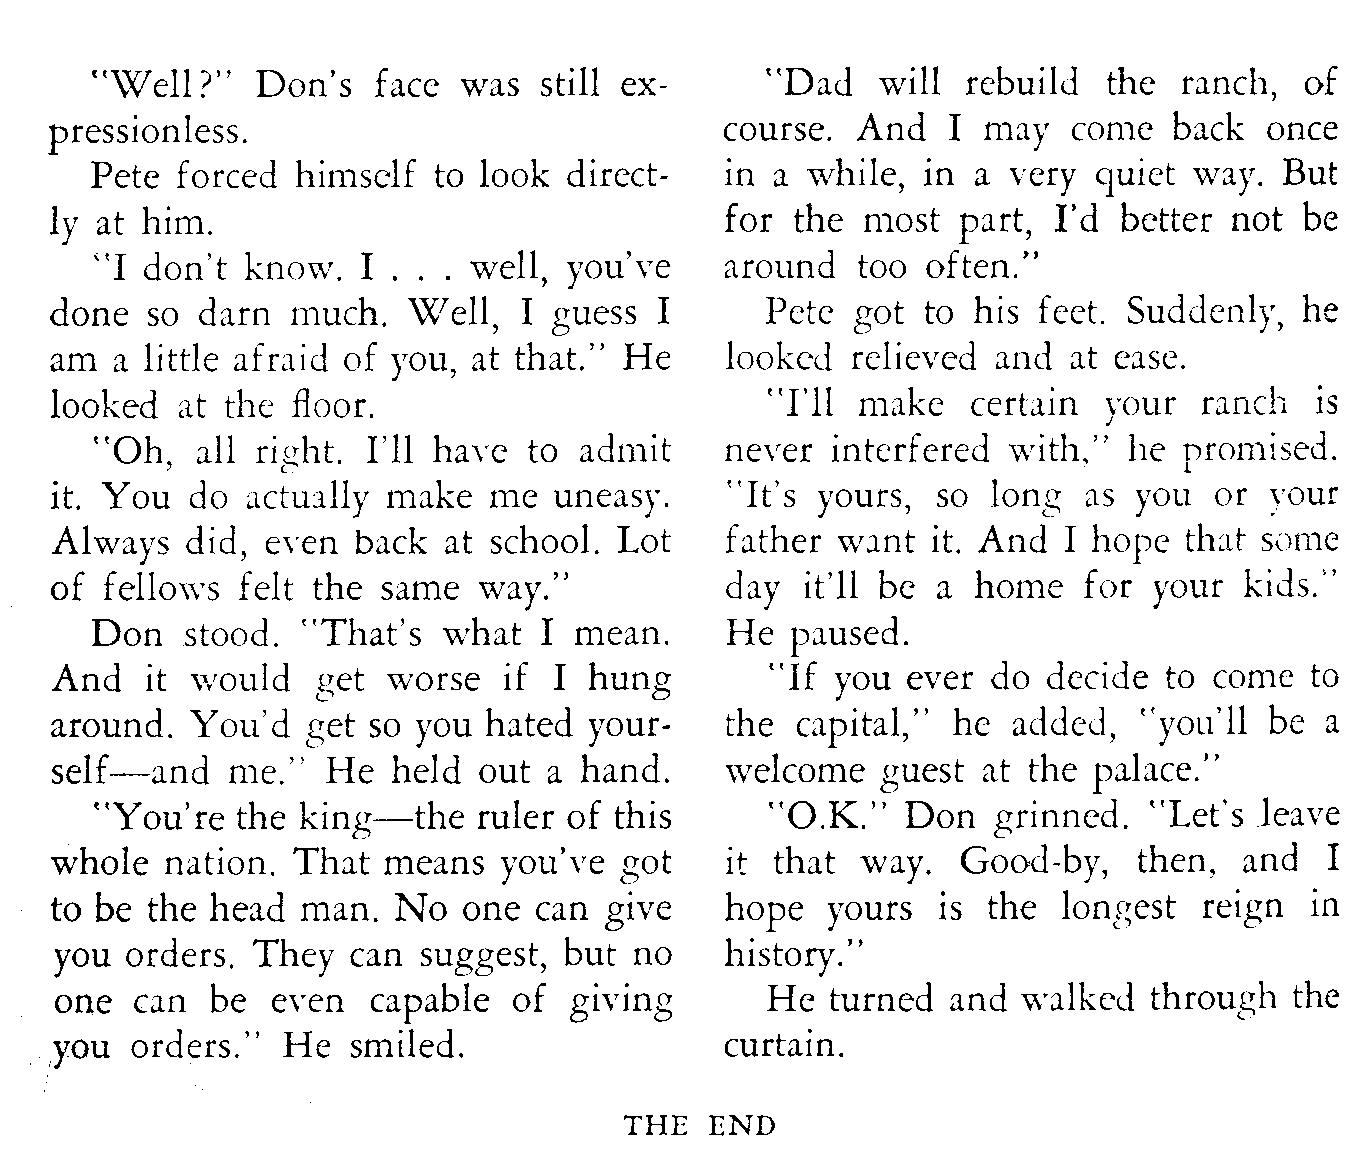 "Well?" Don's face was still ex-
pressionless.
Pete forced himself to look direct-
ly at him.
"I don't know. I . . . well, you've
done so darn much. Well, I guess I
am a little afraid of you, at that." He
looked at the floor.
"Oh, all right. I'll have to admit
it. You do actually make me uneasy.
Always did, even back at school. Lot
of fellows felt the same way."
Don stood. "That's what I mean.
And it would get worse if I hung
around. You'd get so you hated your-
self—and me." He held out a hand.
"You're the king—the ruler of this
whole nation. That means you've got
to be the head man. No one can give
you orders. They can suggest, but no
one can be even capable of giving
you orders." He smiled.
"Dad will rebuild the ranch, of
course. And I may come back once
in a while, in a very quiet way. But
for the most part, I'd better not be
around too often."
Pete got to his feet. Suddenly, he
looked relieved and at ease.
"I'll make certain your ranch is
never interfered with," he promised.
"It's yours, so long as you or your
father want it. And I hope that some
day it'll be a home for your kids."
He paused.
"If you ever do decide to come to
the capital," he added, "you'll be a
welcome guest at the palace."
"O.K." Don grinned. "Let's leave
it that way. Good-by, then, and I
hope yours is the longest reign in
history."
He turned and walked through the
curtain.
THE END